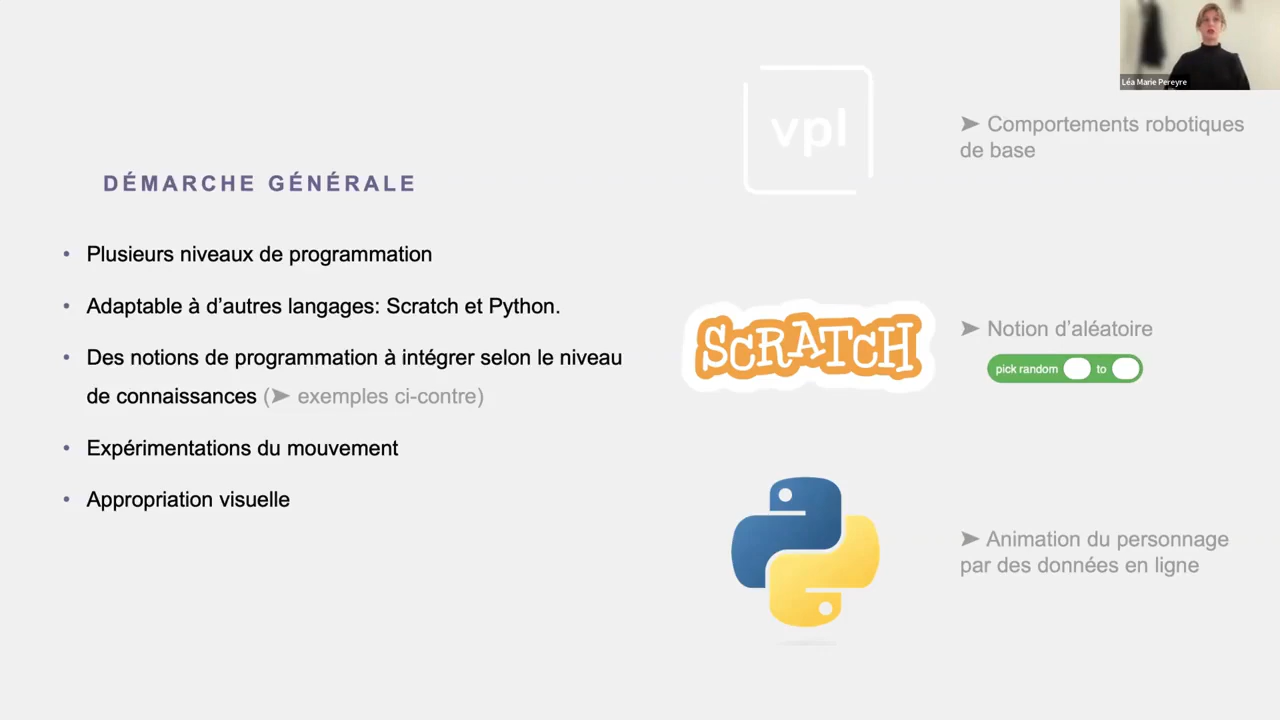 Léa Marie Pereyre
DÉMARCHE GÉNÉRALE
• Plusieurs niveaux de programmation
• Adaptable à d’autres langages: Scratch et Python.
• Des notions de programmation à intégrer selon le niveau
de connaissances (➤ exemples ci-contre)
• Expérimentations du mouvement
• Appropriation visuelle
vpl
➤ Comportements robotiques
de base
SCRATCH
➤ Notion d’aléatoire
pick random to
➤ Animation du personnage
par des données en ligne